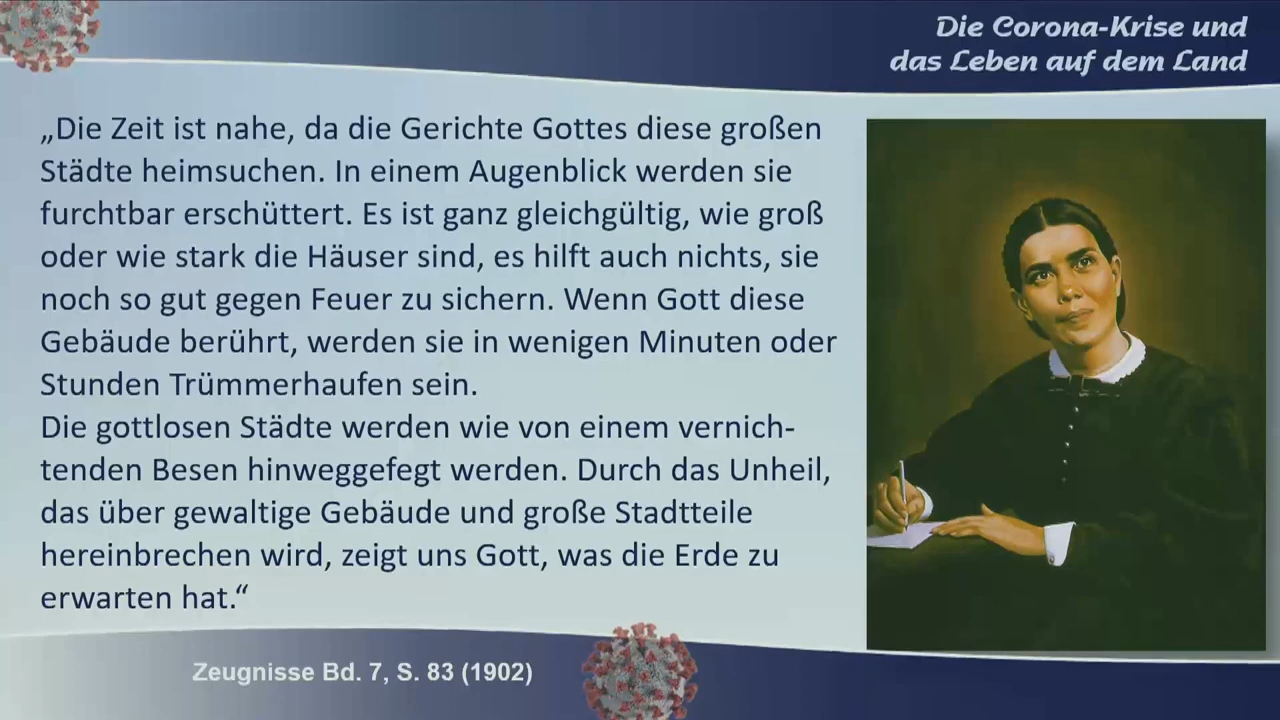 Die Corona-Krise und
das Leben auf dem Land
„Die Zeit ist nahe, da die Gerichte Gottes diese großen
Städte heimsuchen. In einem Augenblick werden sie
furchtbar erschüttert. Es ist ganz gleichgültig, wie groß
oder wie stark die Häuser sind, es hilft auch nichts, sie
noch so gut gegen Feuer zu sichern. Wenn Gott diese
Gebäude berührt, werden sie in wenigen Minuten oder
Stunden Trümmerhaufen sein.
Die gottlosen Städte werden wie von einem vernich-
tenden Besen hinweggefegt werden. Durch das Unheil,
das über gewaltige Gebäude und große Stadtteile
hereinbrechen wird, zeigt uns Gott, was die Erde zu
erwarten hat.“
Zeugnisse Bd. 7, S. 83 (1902)